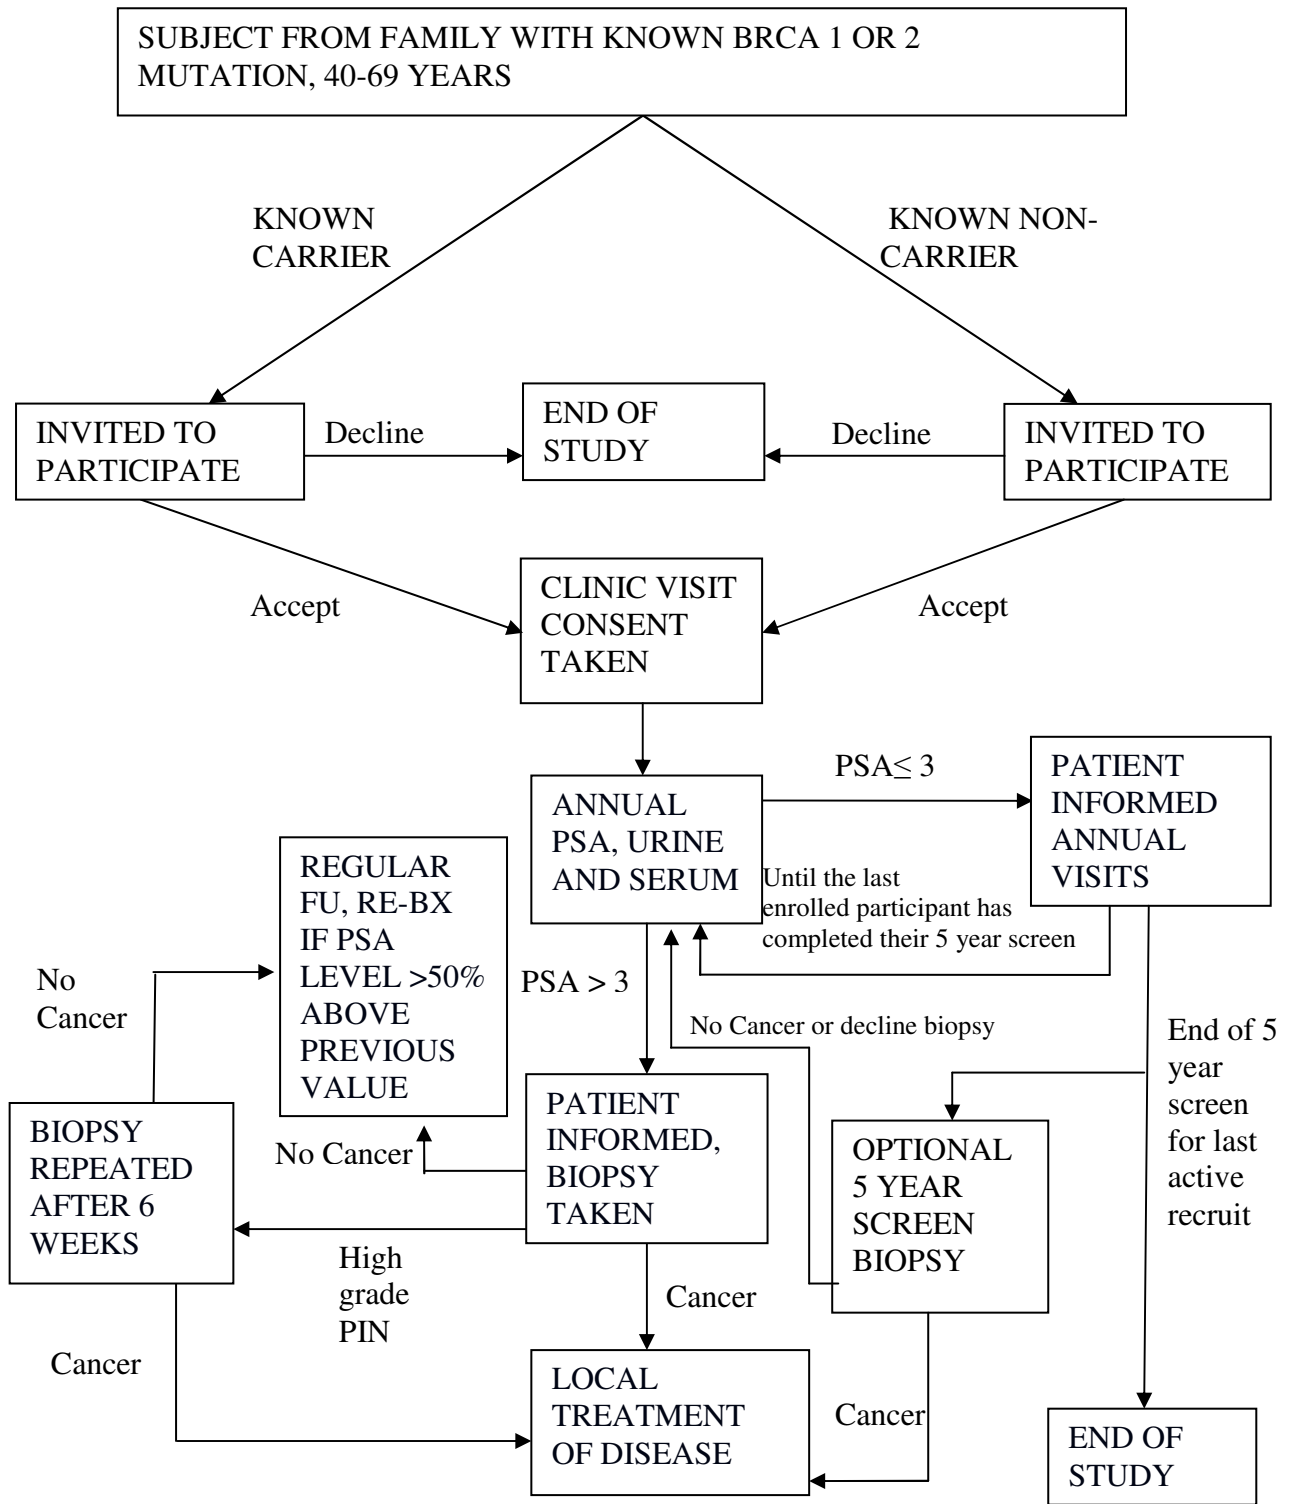 SUBJECT FROM FAMILY WITH KNOWN BRCA 1 OR 2
MUTATION, 40-69 YEARS
KNOWN
CARRIER
KNOWN NON-
CARRIER
INVITED TO
PARTICIPATE
Decline
END OF
STUDY
Decline
INVITED TO
PARTICIPATE
Accept
CLINIC VISIT
CONSENT
TAKEN
Accept
ANNUAL
PSA, URINE
AND SERUM
PSA≤ 3
PATIENT
INFORMED
ANNUAL
VISITS
Until the last
enrolled participant has
completed their 5 year screen
REGULAR
FU, RE-BX
IF PSA
LEVEL >50%
ABOVE
PREVIOUS
VALUE
No
Cancer
PSA > 3
No Cancer or decline biopsy
End of 5
year
screen
for last
active
recruit
BIOPSY
REPEATED
AFTER 6
WEEKS
No Cancer
PATIENT
INFORMED,
BIOPSY
TAKEN
OPTIONAL
5 YEAR
SCREEN
BIOPSY
High
grade
PIN
Cancer
Cancer
LOCAL
TREATMENT
OF DISEASE
Cancer
END OF
STUDY